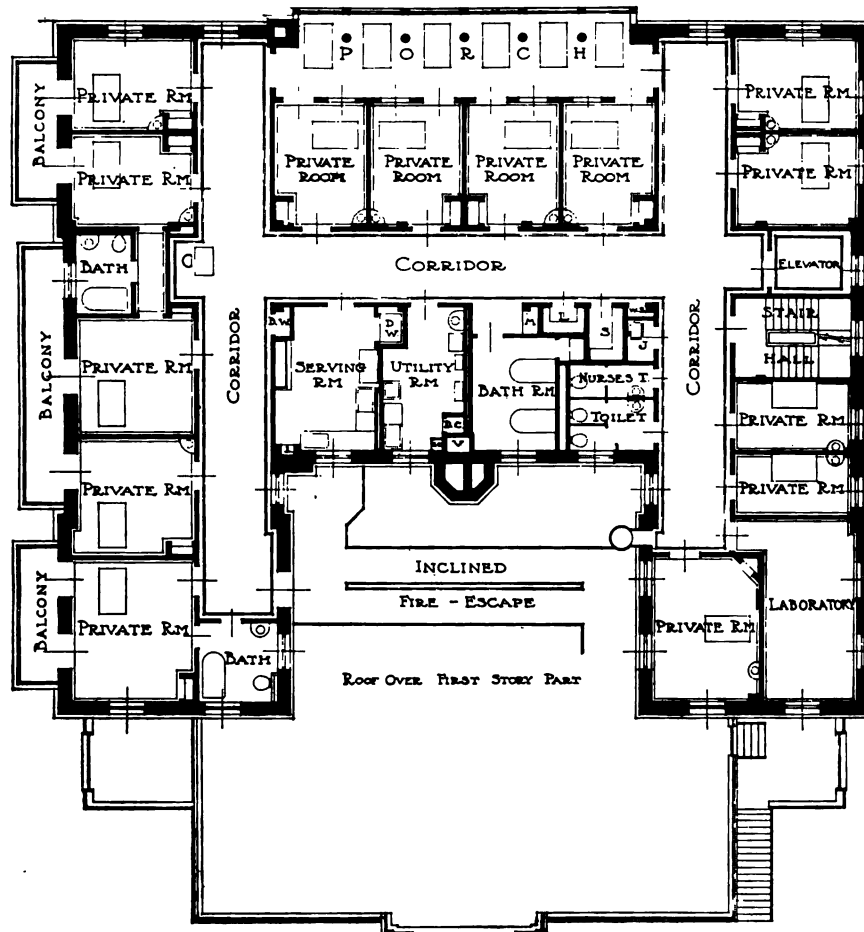 P O R C H
BALCONY
PRIVATE RM
PRIVATE RM
PRIVATE ROOM
PRIVATE ROOM
PRIVATE ROOM
PRIVATE ROOM
PRIVATE RM
PRIVATE RM
BATH
CORRIDOR
ELEVATOR
BALCONY
PRIVATE RM
CORRIDOR
D.W.
SERVING RM
D W
UTILITY RM
BATH RM
M
L
S
J
NURSES T.
TOILET
CORRIDOR
STAIR HALL
PRIVATE RM
PRIVATE RM
B.C.
V
PRIVATE RM
BALCONY
PRIVATE RM
BATH
INCLINED
FIRE - ESCAPE
ROOF OVER FIRST STORY PART
PRIVATE RM
LABORATORY